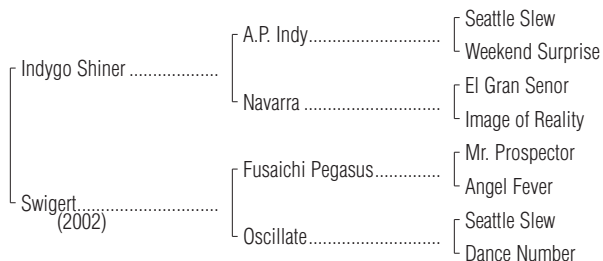 Seattle Slew
A.P. Indy
Weekend Surprise
Indygo Shiner
El Gran Senor
Navarra
Image of Reality
Mr. Prospector
Fusaichi Pegasus
Angel Fever
Swigert
(2002)
Seattle Slew
Oscillate
Dance Number